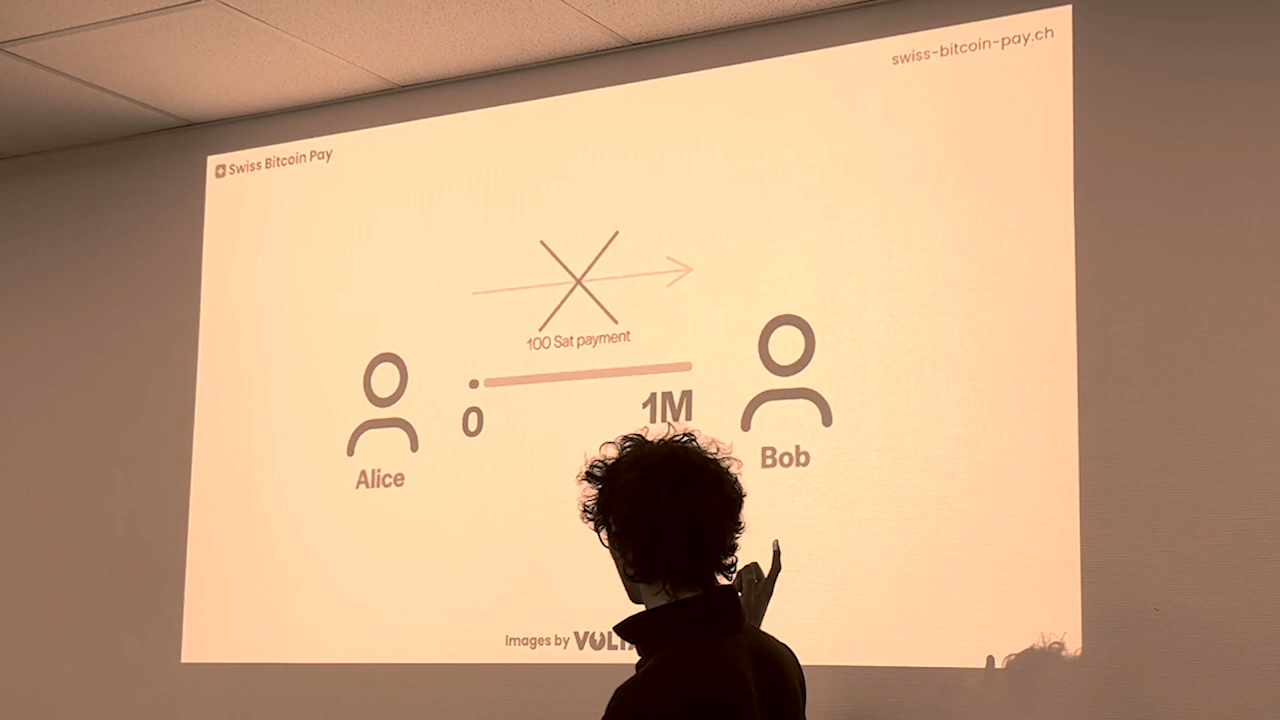 swiss-bitcoin-pay.ch
Swiss Bitcoin Pay
100 Sat payment
0
1M
Alice
Bob
Images by